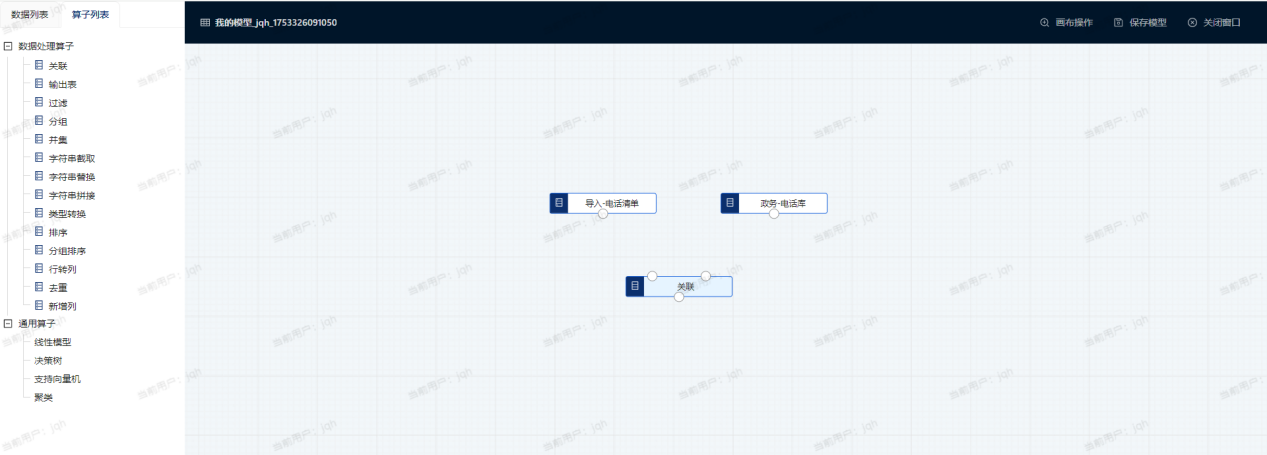 数据列表 算子列表
我的模型_jqh_1753326091050
画布操作 保存模型 关闭窗口
数据处理算子
关联
输出表
过滤
分组
并集
字符串截取
字符串替换
字符串拼接
类型转换
排序
分组排序
行转列
去重
新增列
通用算子
线性模型
决策树
支持向量机
聚类
导入-电话清单 政务-电话库
关联
当前用户：jqh